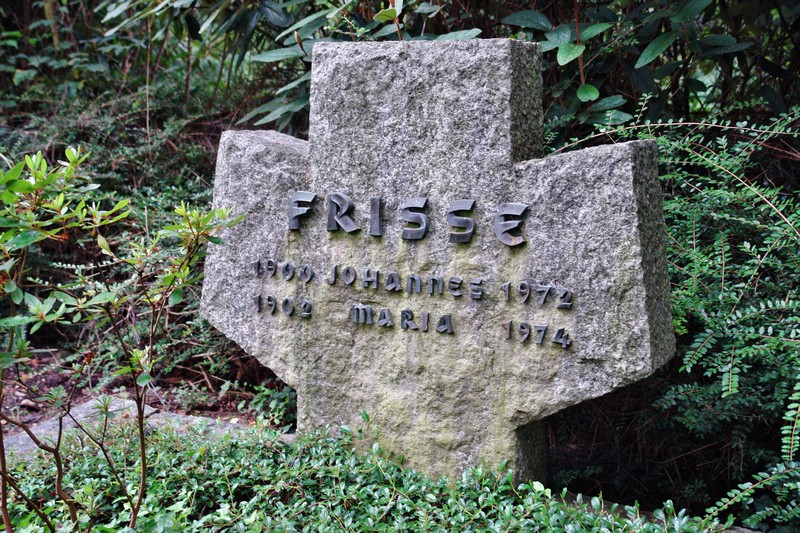 FRISSE
1900 JOHANNES 1972
1902 MARIA 1974